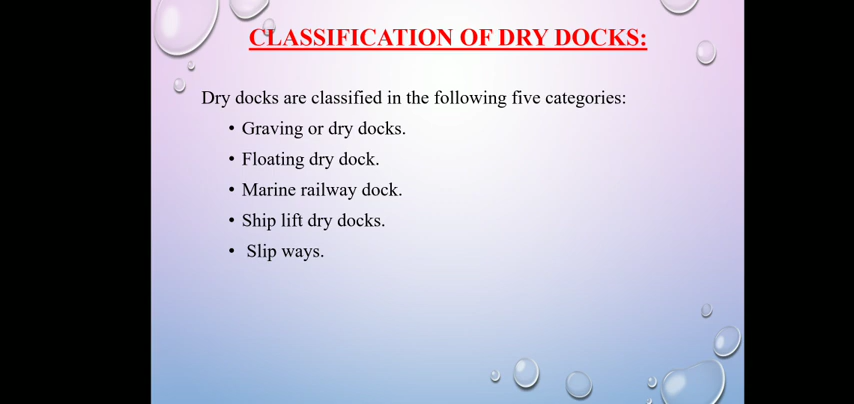 CLASSIFICATION OF DRY DOCKS:
Dry docks are classified in the following five categories:
• Graving or dry docks.
• Floating dry dock.
• Marine railway dock.
• Ship lift dry docks.
• Slip ways.